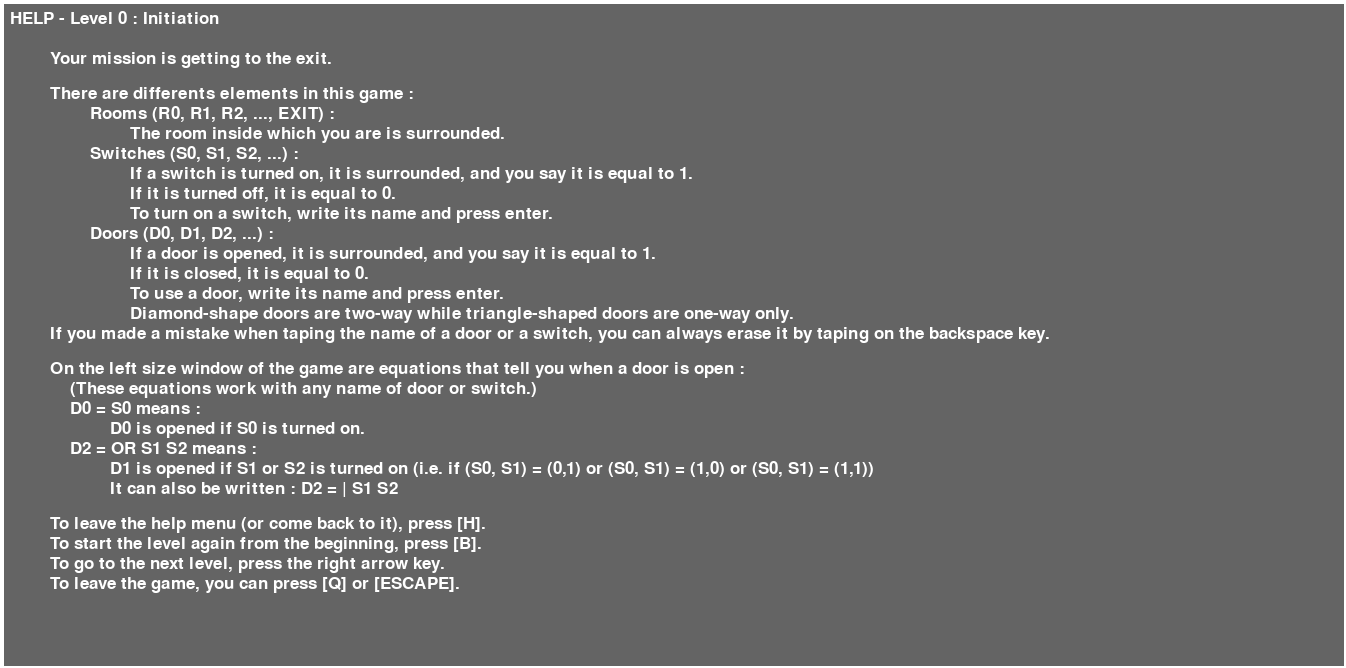 HELP - Level 0 : Initiation
Your mission is getting to the exit.
There are differents elements in this game :
Rooms (R0, R1, R2, ..., EXIT) :
The room inside which you are is surrounded.
Switches (S0, S1, S2, ...) :
If a switch is turned on, it is surrounded, and you say it is equal to 1.
If it is turned off, it is equal to 0.
To turn on a switch, write its name and press enter.
Doors (D0, D1, D2, ...) :
If a door is opened, it is surrounded, and you say it is equal to 1.
If it is closed, it is equal to 0.
To use a door, write its name and press enter.
Diamond-shape doors are two-way while triangle-shaped doors are one-way only.
If you made a mistake when taping the name of a door or a switch, you can always erase it by taping on the backspace key.
On the left size window of the game are equations that tell you when a door is open :
(These equations work with any name of door or switch.)
D0 = S0 means :
D0 is opened if S0 is turned on.
D2 = OR S1 S2 means :
D1 is opened if S1 or S2 is turned on (i.e. if (S0, S1) = (0,1) or (S0, S1) = (1,0) or (S0, S1) = (1,1))
It can also be written : D2 = | S1 S2
To leave the help menu (or come back to it), press [H].
To start the level again from the beginning, press [B].
To go to the next level, press the right arrow key.
To leave the game, you can press [Q] or [ESCAPE].